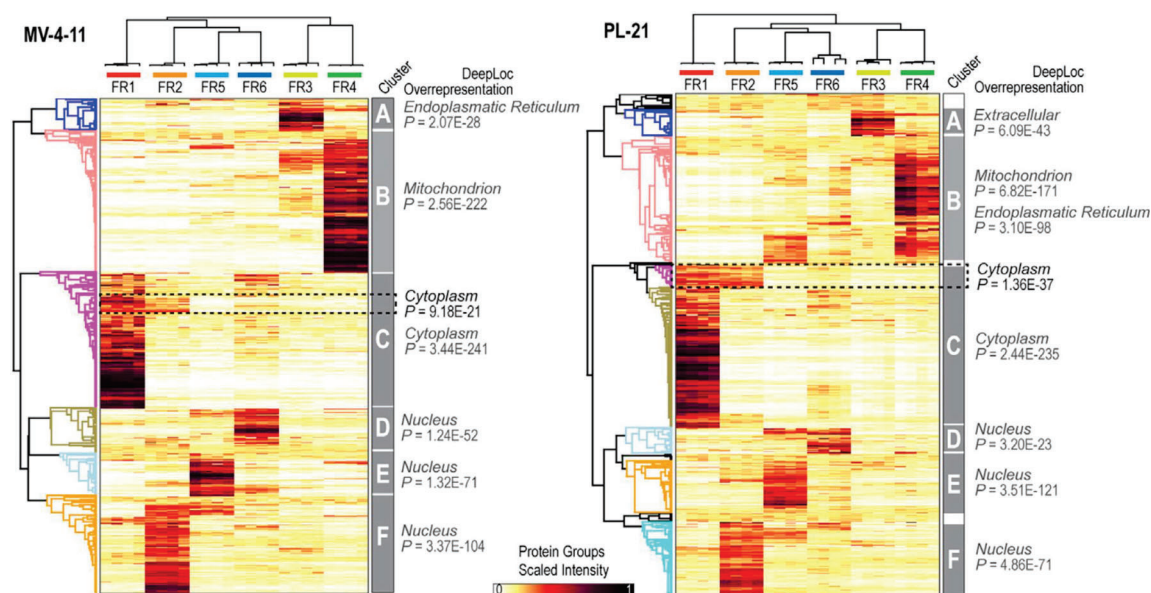 MV-4-11
FR1 FR2 FR5 FR6 FR3 FR4
Cluster
DeepLoc
Overrepresentation
A
Endoplasmatic Reticulum
P = 2.07E-28
B
Mitochondrion
P = 2.56E-222
Cytoplasm
P = 9.18E-21
C
Cytoplasm
P = 3.44E-241
D
Nucleus
P = 1.24E-52
E
Nucleus
P = 1.32E-71
F
Nucleus
P = 3.37E-104
Protein Groups
Scaled Intensity
0 1
PL-21
FR1 FR2 FR5 FR6 FR3 FR4
Cluster
DeepLoc
Overrepresentation
A
Extracellular
P = 6.09E-43
B
Mitochondrion
P = 6.82E-171
Endoplasmatic Reticulum
P = 3.10E-98
Cytoplasm
P = 1.36E-37
C
Cytoplasm
P = 2.44E-235
D
Nucleus
P = 3.20E-23
E
Nucleus
P = 3.51E-121
F
Nucleus
P = 4.86E-71